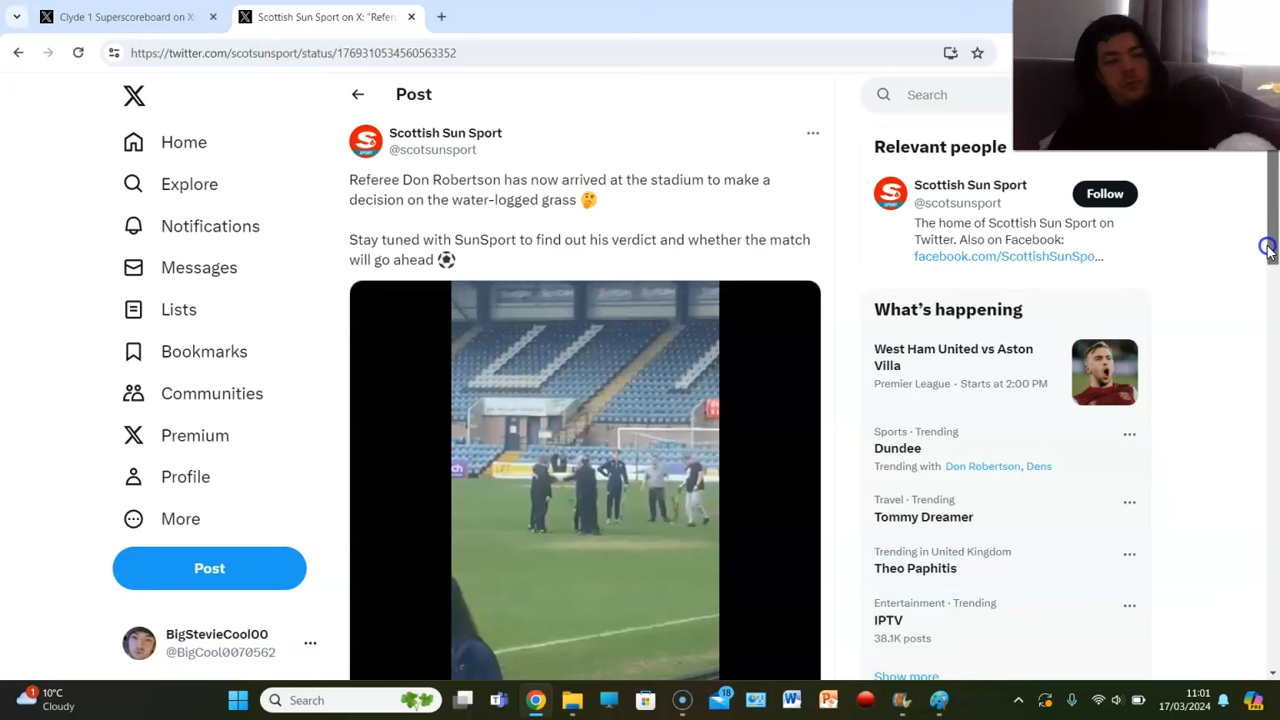 Clyde 1 Superscoreboard on X:
Scottish Sun Sport on X: "Refer
https://twitter.com/scotsunsport/status/1769310534560563352
Home
Explore
Notifications
Messages
Lists
Bookmarks
Communities
Premium
Profile
More
Post
BigStevieCool00
@BigCool0070562
Post
Scottish Sun Sport
@scotsunsport
Referee Don Robertson has now arrived at the stadium to make a
decision on the water-logged grass 🤔
Stay tuned with SunSport to find out his verdict and whether the match
will go ahead ⚽
Search
Relevant people
Scottish Sun Sport
@scotsunsport
Follow
The home of Scottish Sun Sport on
Twitter. Also on Facebook:
facebook.com/ScottishSunSpo...
What's happening
West Ham United vs Aston
Villa
Premier League · Starts at 2:00 PM
Sports · Trending
Dundee
Trending with Don Robertson, Dens
Travel · Trending
Tommy Dreamer
Trending in United Kingdom
Theo Paphitis
Entertainment · Trending
IPTV
38.1K posts
Show more
1
10°C
Cloudy
Search
18
11:01
17/03/2024